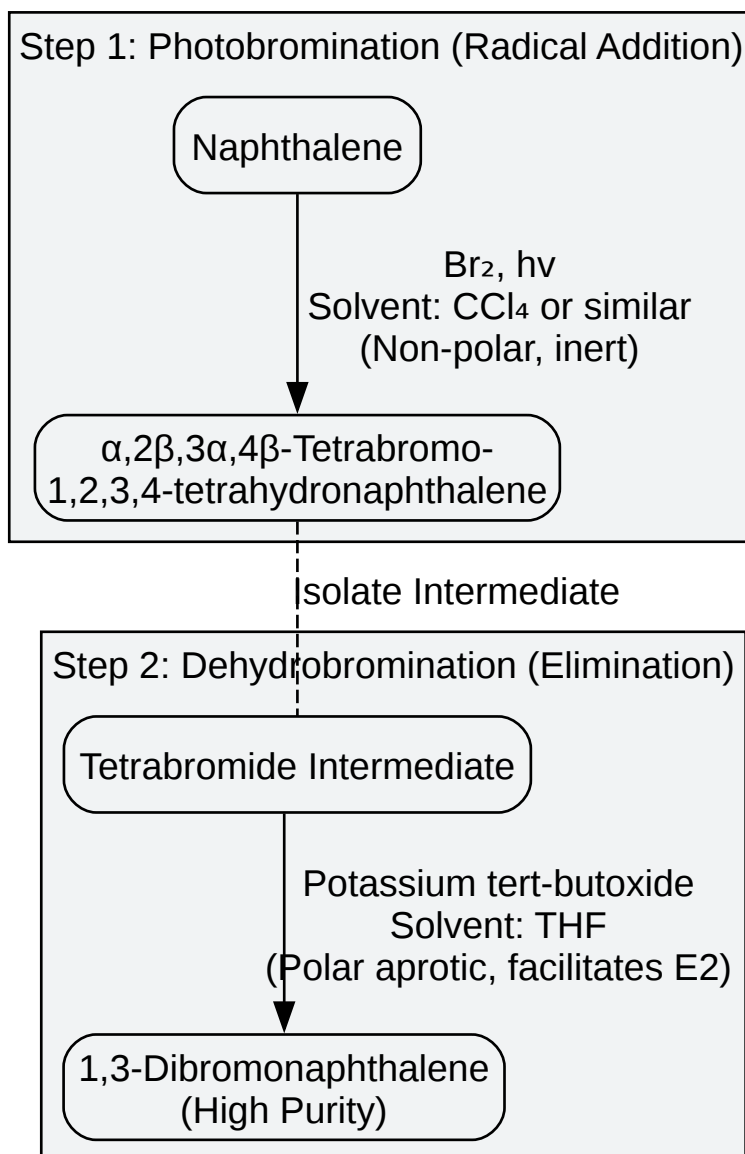 Step 1: Photobromination (Radical Addition)
Naphthalene
Br₂, hv
Solvent: CCl₄ or similar
(Non-polar, inert)
α,2β,3α,4β-Tetrabromo-
1,2,3,4-tetrahydronaphthalene
Isolate Intermediate
Step 2: Dehydrobromination (Elimination)
Tetrabromide Intermediate
Potassium tert-butoxide
Solvent: THF
(Polar aprotic, facilitates E2)
1,3-Dibromonaphthalene
(High Purity)